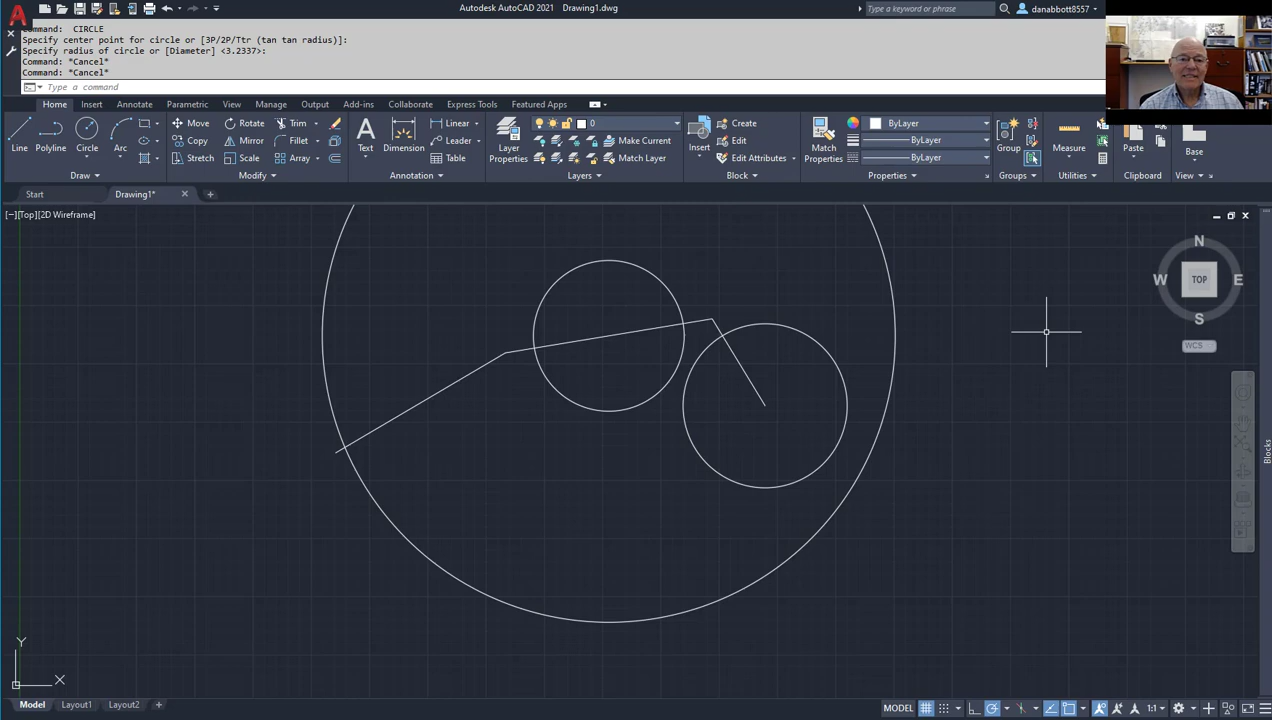 Autodesk AutoCAD 2021 Drawing1.dwg
Type a keyword or phrase
danabbott8557
Command: CIRCLE
Specify center point for circle or [3P/2P/Ttr (tan tan radius)]:
Specify radius of circle or [Diameter] <3.2337>:
Command: *Cancel*
Command: *Cancel*
Type a command
Home Insert Annotate Parametric View Manage Output Add-ins Collaborate Express Tools Featured Apps
Line Polyline Circle Arc
Move Rotate Trim
Copy Mirror Fillet
Stretch Scale Array
Text Dimension
Linear
Leader
Table
Layer Properties
0
Make Current
Match Layer
Insert
Create
Edit
Edit Attributes
Match Properties
ByLayer
ByLayer
ByLayer
Group
Measure
Paste
Base
Draw Modify Annotation Layers Block Properties Groups Utilities Clipboard View
Start Drawing1*
[−][Top][2D Wireframe]
N
W TOP E
S
WCS
Blocks
Y
X
Model Layout1 Layout2
MODEL 1:1